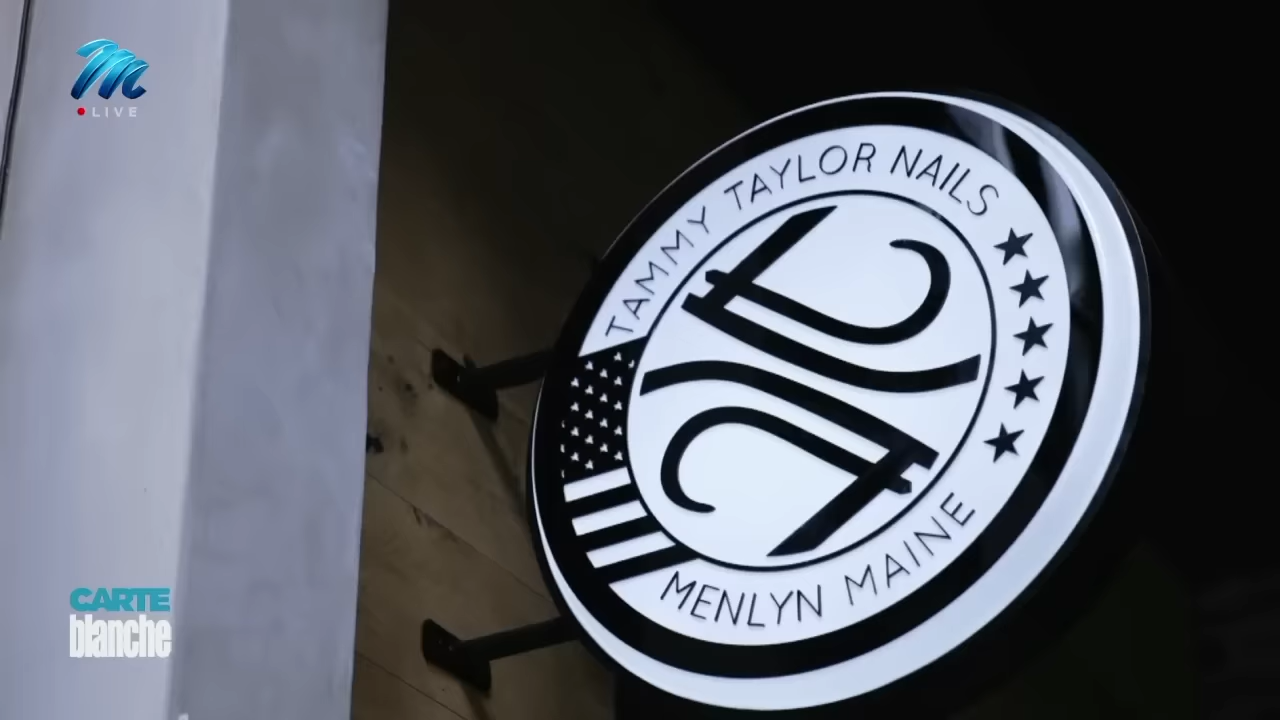 LIVE
TAMMY TAYLOR NAILS
MENLYN MAINE
CARTE
blanche